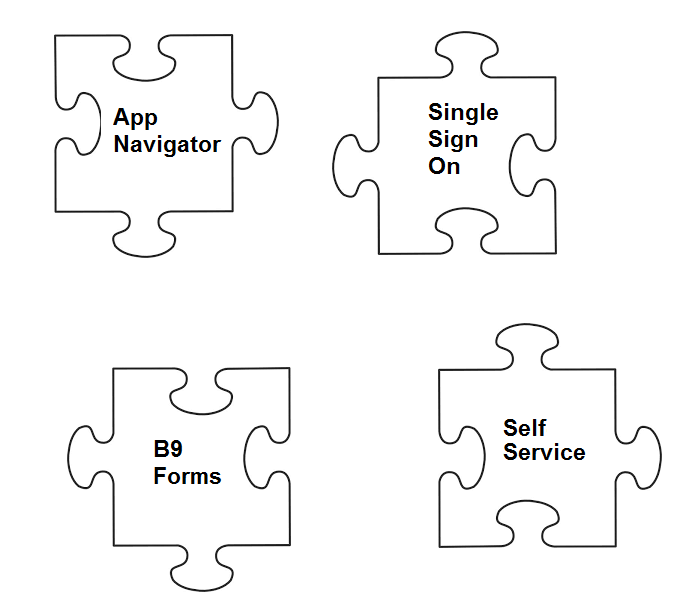 App
Navigator
Single
Sign
On
B9
Forms
Self
Service